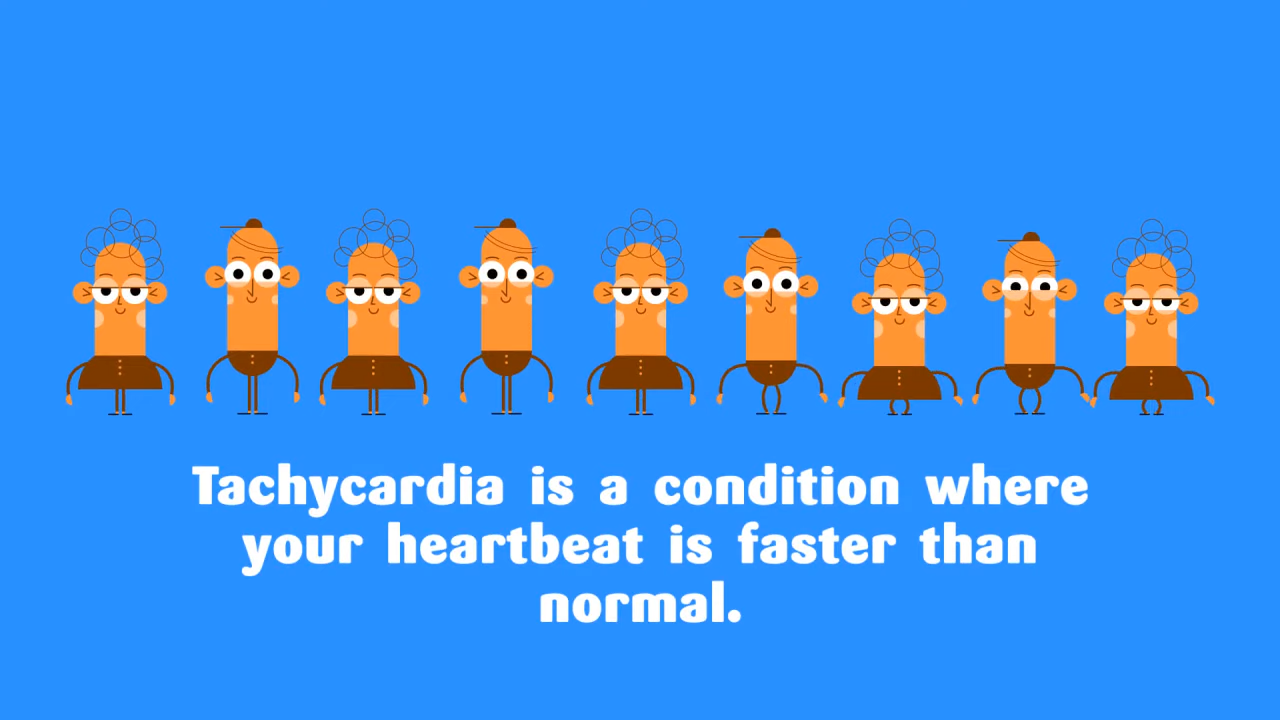 Tachycardia is a condition where
your heartbeat is faster than
normal.